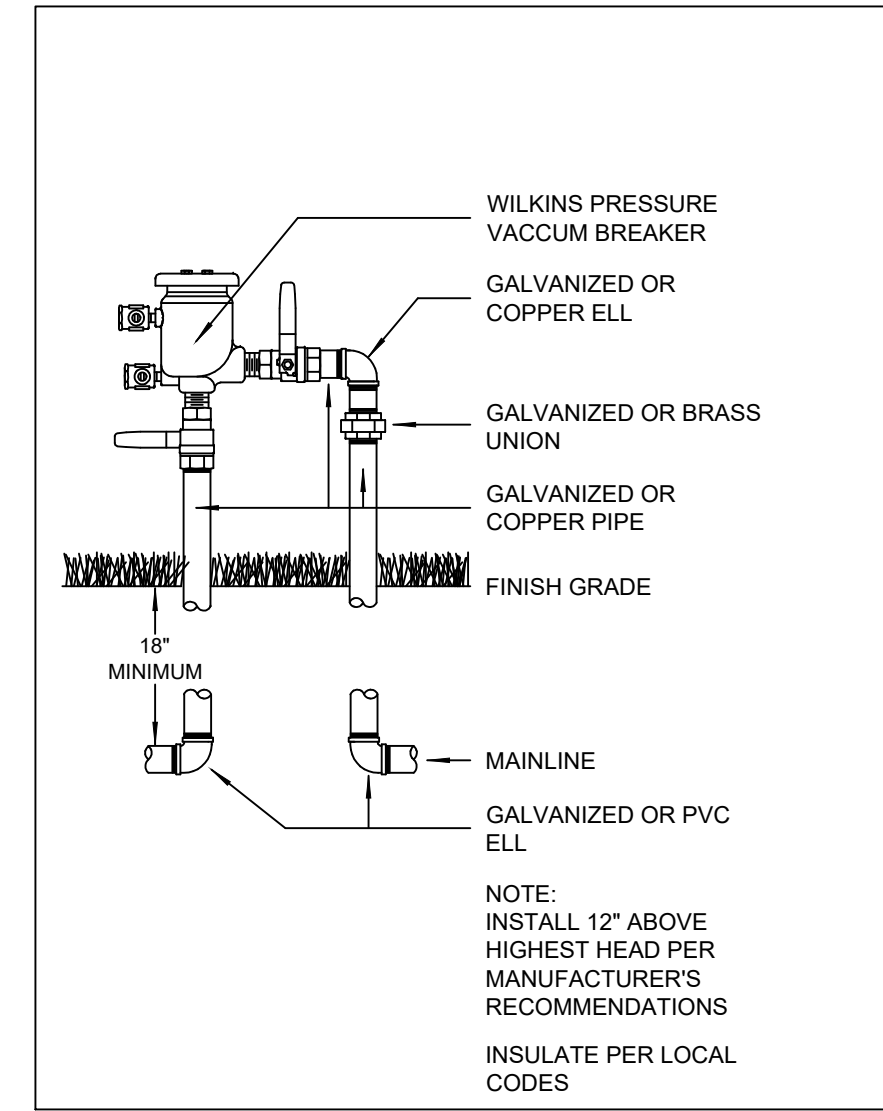 WILKINS PRESSURE
VACCUM BREAKER
GALVANIZED OR
COPPER ELL
GALVANIZED OR BRASS
UNION
GALVANIZED OR
COPPER PIPE
FINISH GRADE
18"
MINIMUM
MAINLINE
GALVANIZED OR PVC
ELL
NOTE:
INSTALL 12" ABOVE
HIGHEST HEAD PER
MANUFACTURER'S
RECOMMENDATIONS
INSULATE PER LOCAL
CODES